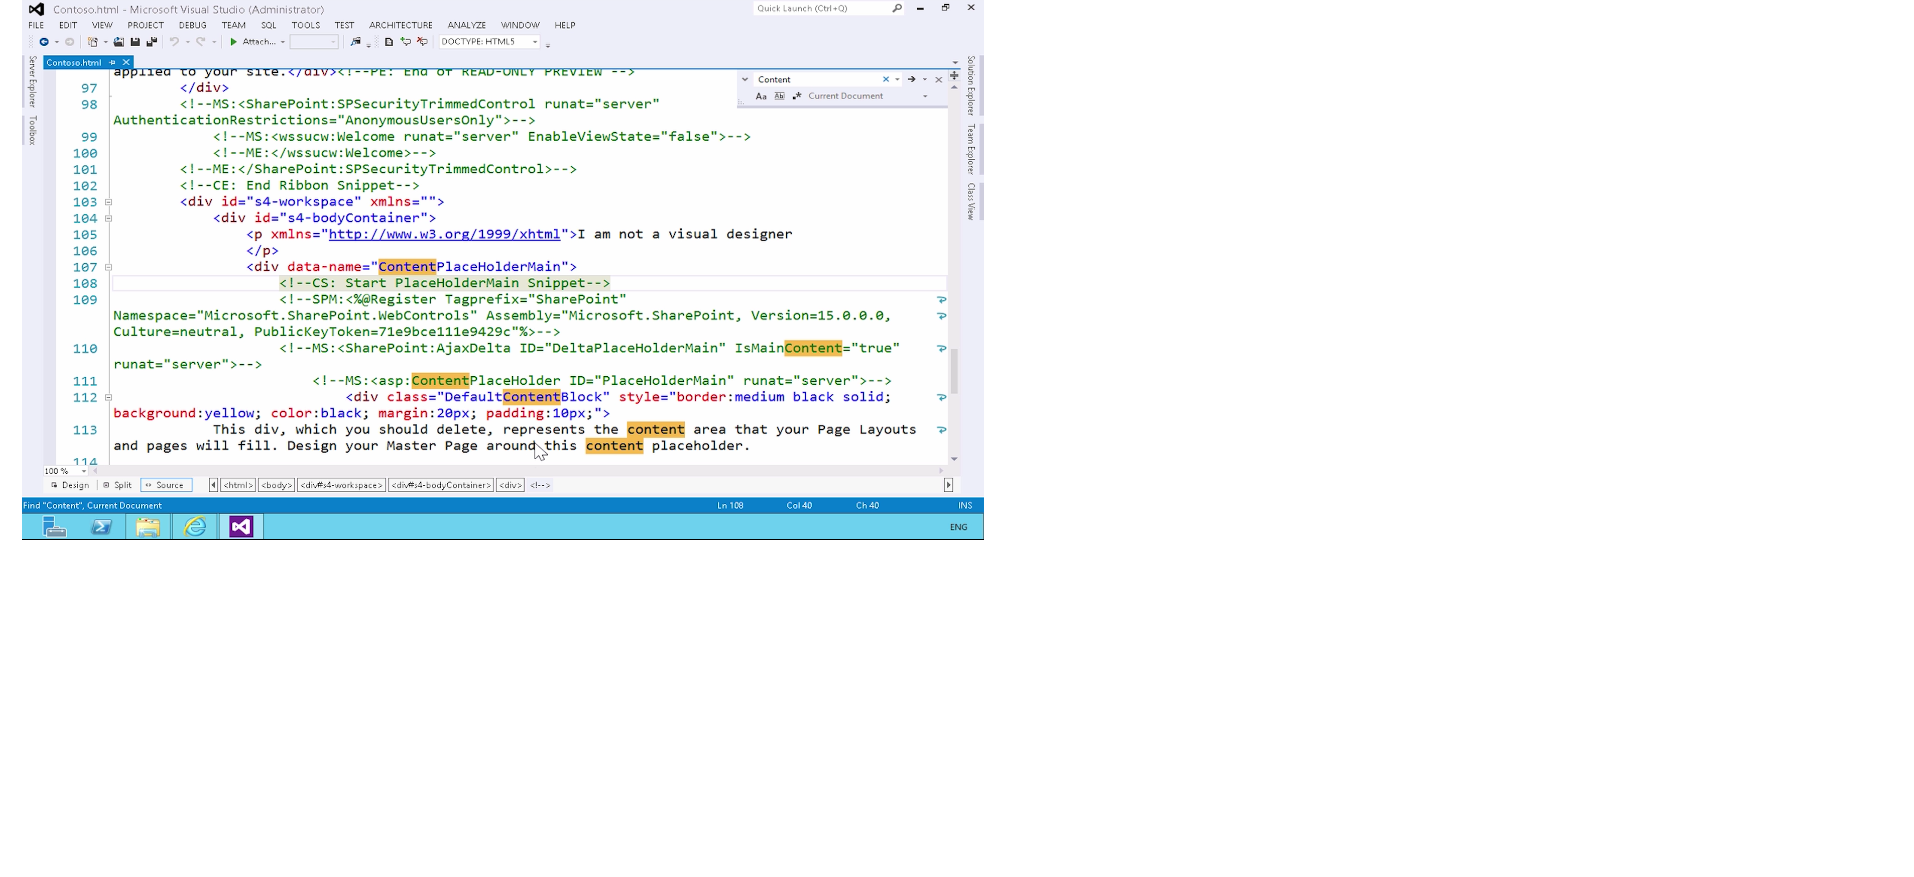 Contoso.html - Microsoft Visual Studio (Administrator)
Quick Launch (Ctrl+Q)
FILE EDIT VIEW PROJECT DEBUG TEAM SQL TOOLS TEST ARCHITECTURE ANALYZE WINDOW HELP
Attach... DOCTYPE: HTML5
Contoso.html
Server Explorer
Toolbox
Solution Explorer
Team Explorer
Class View
Content
Aa Ab .* Current Document
applied to your site.</div><!--PE: End of READ-ONLY PREVIEW -->
97 </div>
98 <!--MS:<SharePoint:SPSecurityTrimmedControl runat="server"
AuthenticationRestrictions="AnonymousUsersOnly">-->
99 <!--MS:<wssucw:Welcome runat="server" EnableViewState="false">-->
100 <!--ME:</wssucw:Welcome>-->
101 <!--ME:</SharePoint:SPSecurityTrimmedControl>-->
102 <!--CE: End Ribbon Snippet-->
103 <div id="s4-workspace" xmlns="">
104 <div id="s4-bodyContainer">
105 <p xmlns="http://www.w3.org/1999/xhtml">I am not a visual designer
106 </p>
107 <div data-name="ContentPlaceHolderMain">
108 <!--CS: Start PlaceHolderMain Snippet-->
109 <!--SPM:<%@Register Tagprefix="SharePoint"
Namespace="Microsoft.SharePoint.WebControls" Assembly="Microsoft.SharePoint, Version=15.0.0.0,
Culture=neutral, PublicKeyToken=71e9bce111e9429c"%>-->
110 <!--MS:<SharePoint:AjaxDelta ID="DeltaPlaceHolderMain" IsMainContent="true"
runat="server">-->
111 <!--MS:<asp:ContentPlaceHolder ID="PlaceHolderMain" runat="server">-->
112 <div class="DefaultContentBlock" style="border:medium black solid;
background:yellow; color:black; margin:20px; padding:10px;">
113 This div, which you should delete, represents the content area that your Page Layouts
and pages will fill. Design your Master Page around this content placeholder.
114
100 %
Design Split Source <html> <body> <div#s4-workspace> <div#s4-bodyContainer> <div> <!-->
Find "Content", Current Document Ln 108 Col 40 Ch 40 INS
ENG